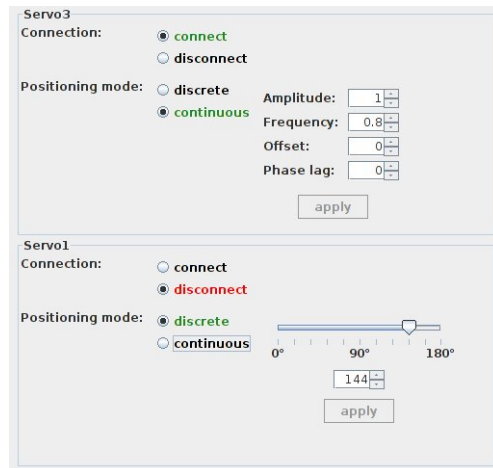 Servo3
Connection:
connect
disconnect
Positioning mode:
discrete
continuous
Amplitude: 1
Frequency: 0.8
Offset: 0
Phase lag: 0
apply
Servo1
Connection:
connect
disconnect
Positioning mode:
discrete
continuous
0° 90° 180°
144
apply